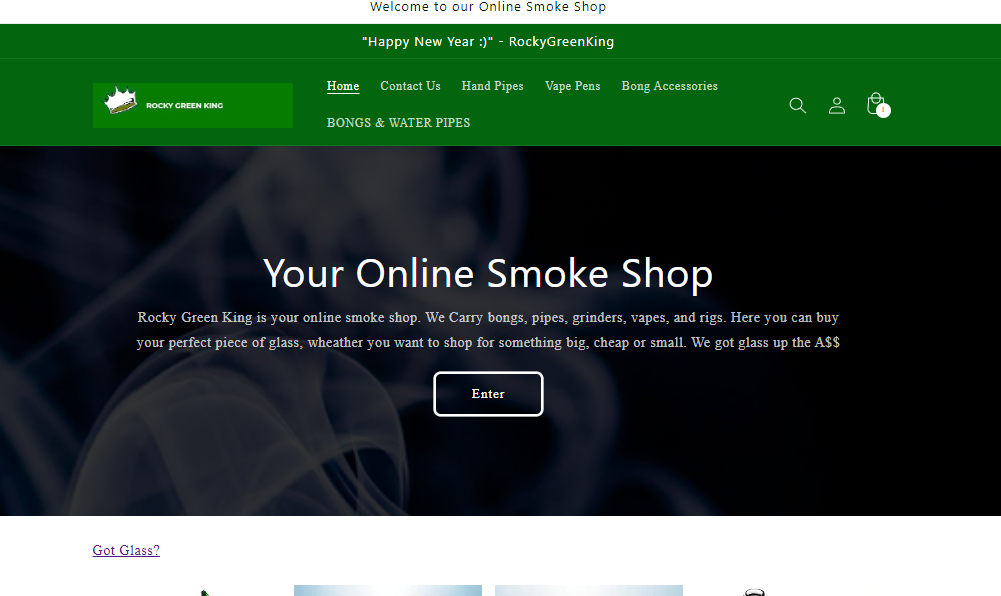 Welcome to our Online Smoke Shop
"Happy New Year :)" - RockyGreenKing
ROCKY GREEN KING
Home Contact Us Hand Pipes Vape Pens Bong Accessories
BONGS & WATER PIPES
1
Your Online Smoke Shop
Rocky Green King is your online smoke shop. We Carry bongs, pipes, grinders, vapes, and rigs. Here you can buy
your perfect piece of glass, wheather you want to shop for something big, cheap or small. We got glass up the A$$
Enter
Got Glass?